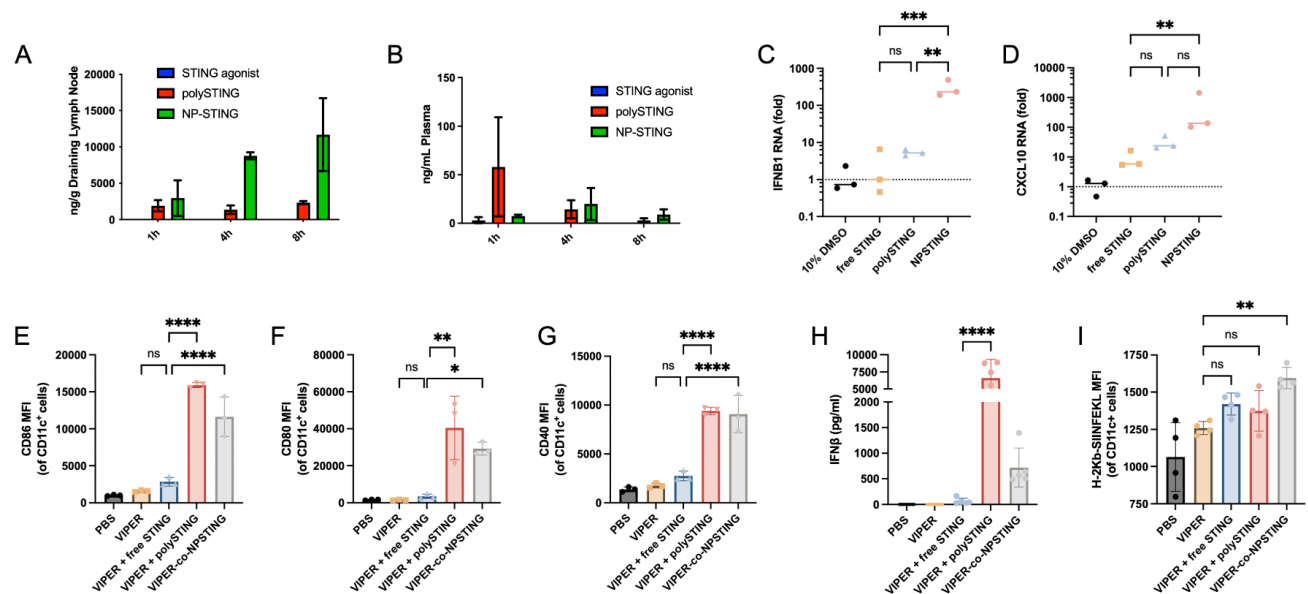 A
ng/g Draining Lymph Node
20000
15000
10000
5000
0
STING agonist
polySTING
NP-STING
1h
4h
8h
B
ng/mL Plasma
150
100
50
0
STING agonist
polySTING
NP-STING
1h
4h
8h
C
IFNB1 RNA (fold)
1000
100
10
1
0.1
***
ns
**
10% DMSO
free STING
polySTING
NPSTING
D
CXCL10 RNA (fold)
10000
1000
100
10
1
0.1
**
ns
ns
10% DMSO
free STING
polySTING
NPSTING
E
CD86 MFI
(of CD11c+ cells)
20000
15000
10000
5000
0
****
ns
****
PBS
VIPER
VIPER + free STING
VIPER + polySTING
VIPER-co-NPSTING
F
CD80 MFI
(of CD11c+ cells)
80000
60000
40000
20000
0
**
ns
*
PBS
VIPER
VIPER + free STING
VIPER + polySTING
VIPER-co-NPSTING
G
CD40 MFI
(of CD11c+ cells)
15000
10000
5000
0
****
ns
****
PBS
VIPER
VIPER + free STING
VIPER + polySTING
VIPER-co-NPSTING
H
IFNβ (pg/ml)
10000
7500
5000
2000
1500
1000
500
0
****
PBS
VIPER
VIPER + free STING
VIPER + polySTING
VIPER-co-NPSTING
I
H-2Kb-SIINFEKL MFI
(of CD11c+ cells)
1750
1500
1250
1000
750
**
ns
ns
PBS
VIPER
VIPER + free STING
VIPER + polySTING
VIPER-co-NPSTING